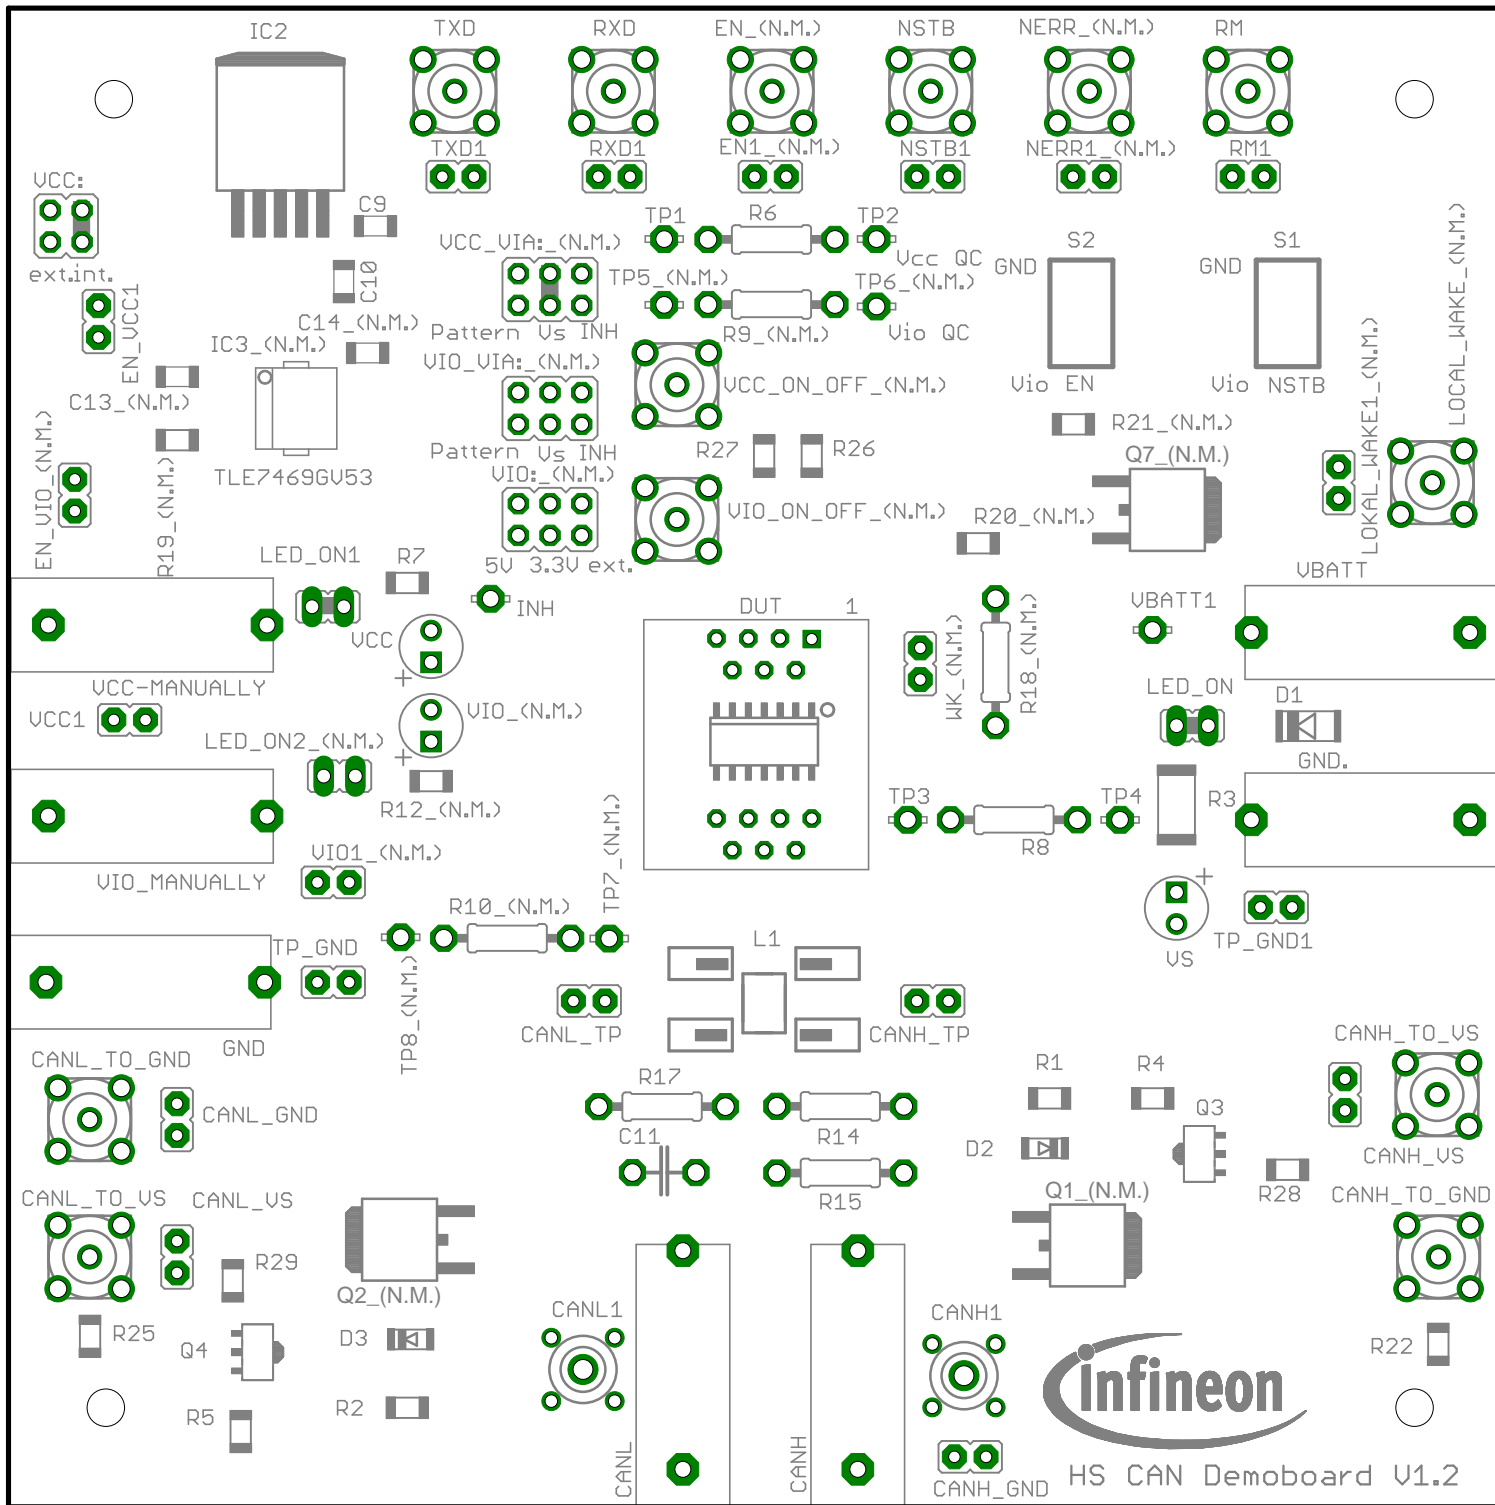 IC2
TXD
RXD
EN_(N.M.)
NSTB
NERR_(N.M.)
RM
TXD1
RXD1
EN1_(N.M.)
NSTB1
NERR1_(N.M.)
RM1
VCC:
ext.int.
EN_VCC1
C9
C10
C14_(N.M.)
IC3_(N.M.)
C13_(N.M.)
R19_(N.M.)
EN_VIO_(N.M.)
TLE7469GV53
VCC_VIA:_(N.M.)
Pattern Vs INH
VIO_VIA:_(N.M.)
Pattern Vs INH
VIO:_(N.M.)
5V 3.3V ext.
TP1
R6
TP2
Vcc QC
TP5_(N.M.)
TP6_(N.M.)
R9_(N.M.)
Vio QC
VCC_ON_OFF_(N.M.)
R27
R26
VIO_ON_OFF_(N.M.)
S2
GND
Vio EN
S1
GND
Vio NSTB
R21_(N.M.)
Q7_(N.M.)
R20_(N.M.)
LOKAL_WAKE1_(N.M.)
LOCAL_WAKE_(N.M.)
LED_ON1
R7
INH
VCC
+
VCC-MANUALLY
VCC1
VIO_(N.M.)
+
LED_ON2_(N.M.)
R12_(N.M.)
VIO1_(N.M.)
VIO_MANUALLY
DUT
1
WK_(N.M.)
R18_(N.M.)
VBATT1
VBATT
LED_ON
D1
GND.
R3
TP3
TP4
R8
+
VS
TP_GND1
TP7_(N.M.)
R10_(N.M.)
TP8_(N.M.)
TP_GND
GND
L1
CANL_TP
CANH_TP
CANL_TO_GND
CANL_GND
CANL_TO_VS
CANL_VS
R29
R25
Q4
R5
Q2_(N.M.)
D3
R2
R17
C11
R14
R15
R1
R4
D2
Q3
Q1_(N.M.)
R28
CANH_TO_VS
CANH_VS
CANH_TO_GND
R22
CANL1
CANL
CANH
CANH1
CANH_GND
infineon
HS CAN Demoboard V1.2